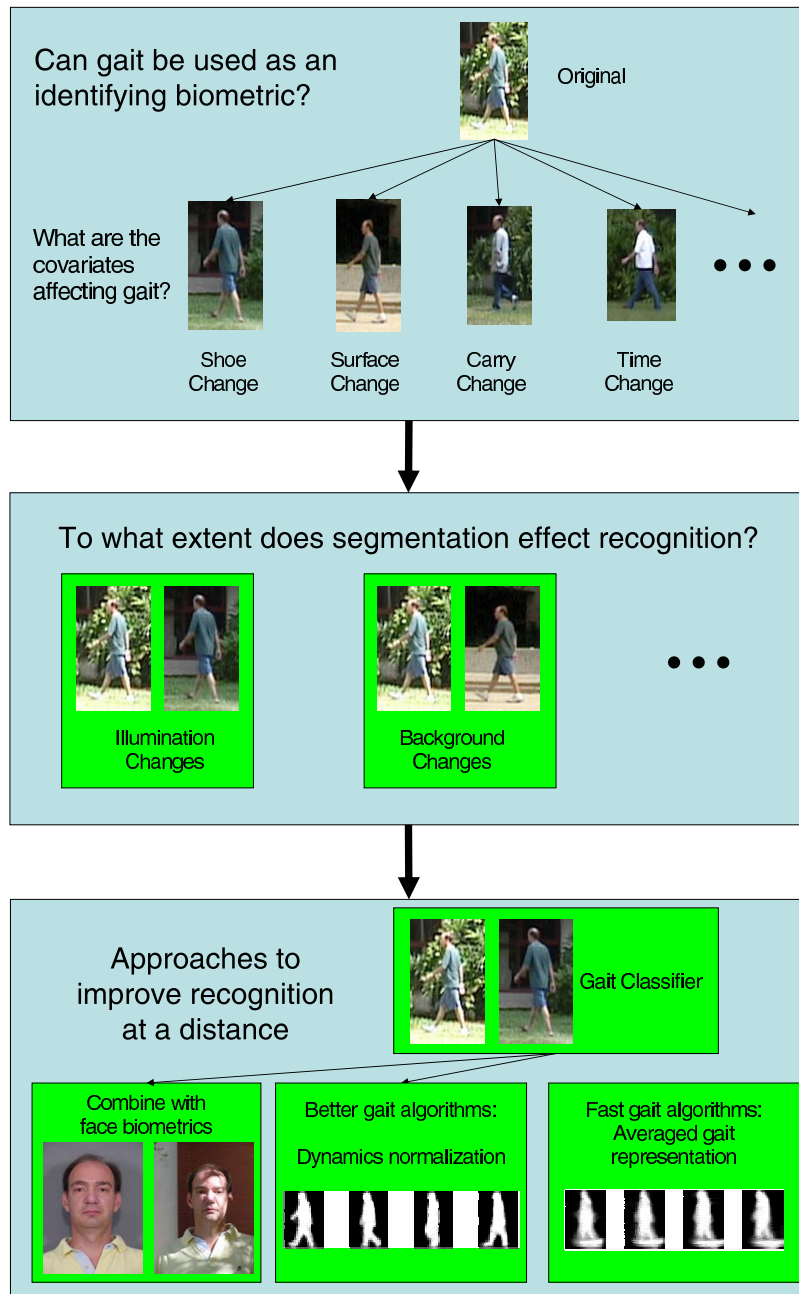 Can gait be used as an
identifying biometric?
Original
What are the
covariates
affecting gait?
Shoe
Change
Surface
Change
Carry
Change
Time
Change
To what extent does segmentation effect recognition?
Illumination
Changes
Background
Changes
Approaches to
improve recognition
at a distance
Gait Classifier
Combine with
face biometrics
Better gait algorithms:
Dynamics normalization
Fast gait algorithms:
Averaged gait
representation